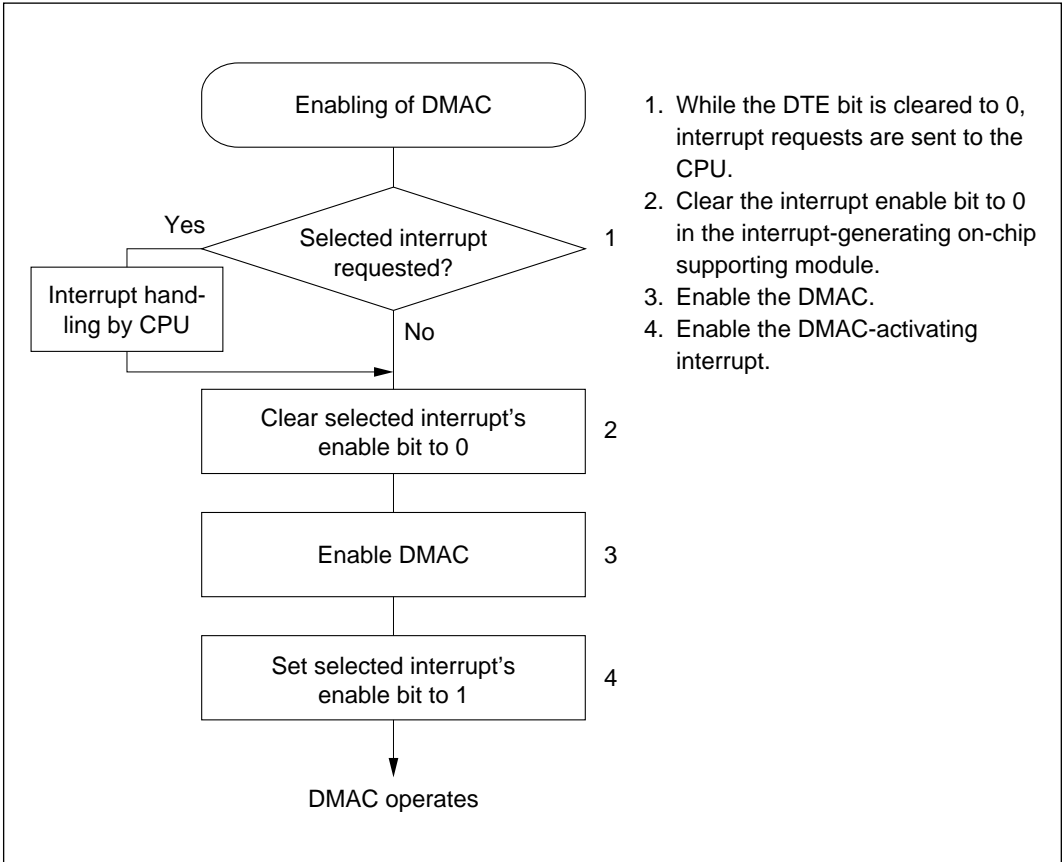 Enabling of DMAC
Yes
Selected interrupt
requested?
1
Interrupt hand-
ling by CPU
No
Clear selected interrupt's
enable bit to 0
2
Enable DMAC
3
Set selected interrupt's
enable bit to 1
4
DMAC operates
1. While the DTE bit is cleared to 0,
interrupt requests are sent to the
CPU.
2. Clear the interrupt enable bit to 0
in the interrupt-generating on-chip
supporting module.
3. Enable the DMAC.
4. Enable the DMAC-activating
interrupt.